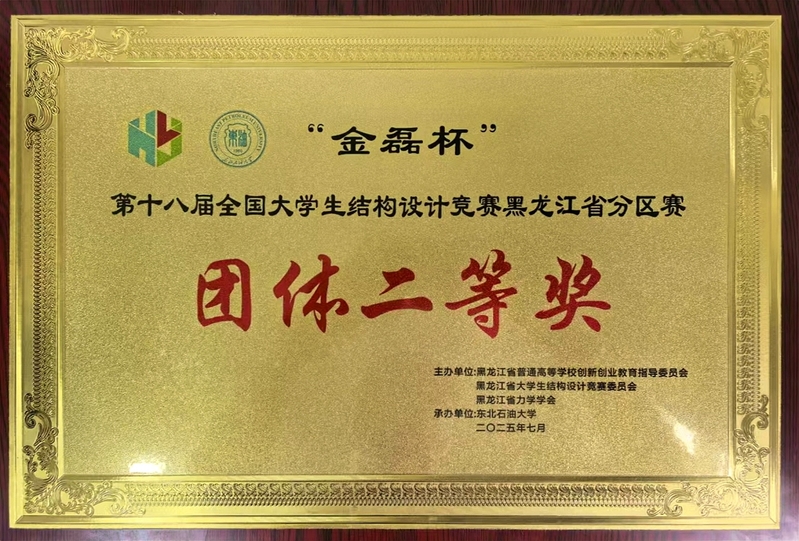 “金磊杯”
第十八届全国大学生结构设计竞赛黑龙江省分区赛
团体二等奖
主办单位:黑龙江省普通高等学校创新创业教育指导委员会
黑龙江省大学生结构设计竞赛委员会
黑龙江省力学学会
承办单位:东北石油大学
二〇二五年七月